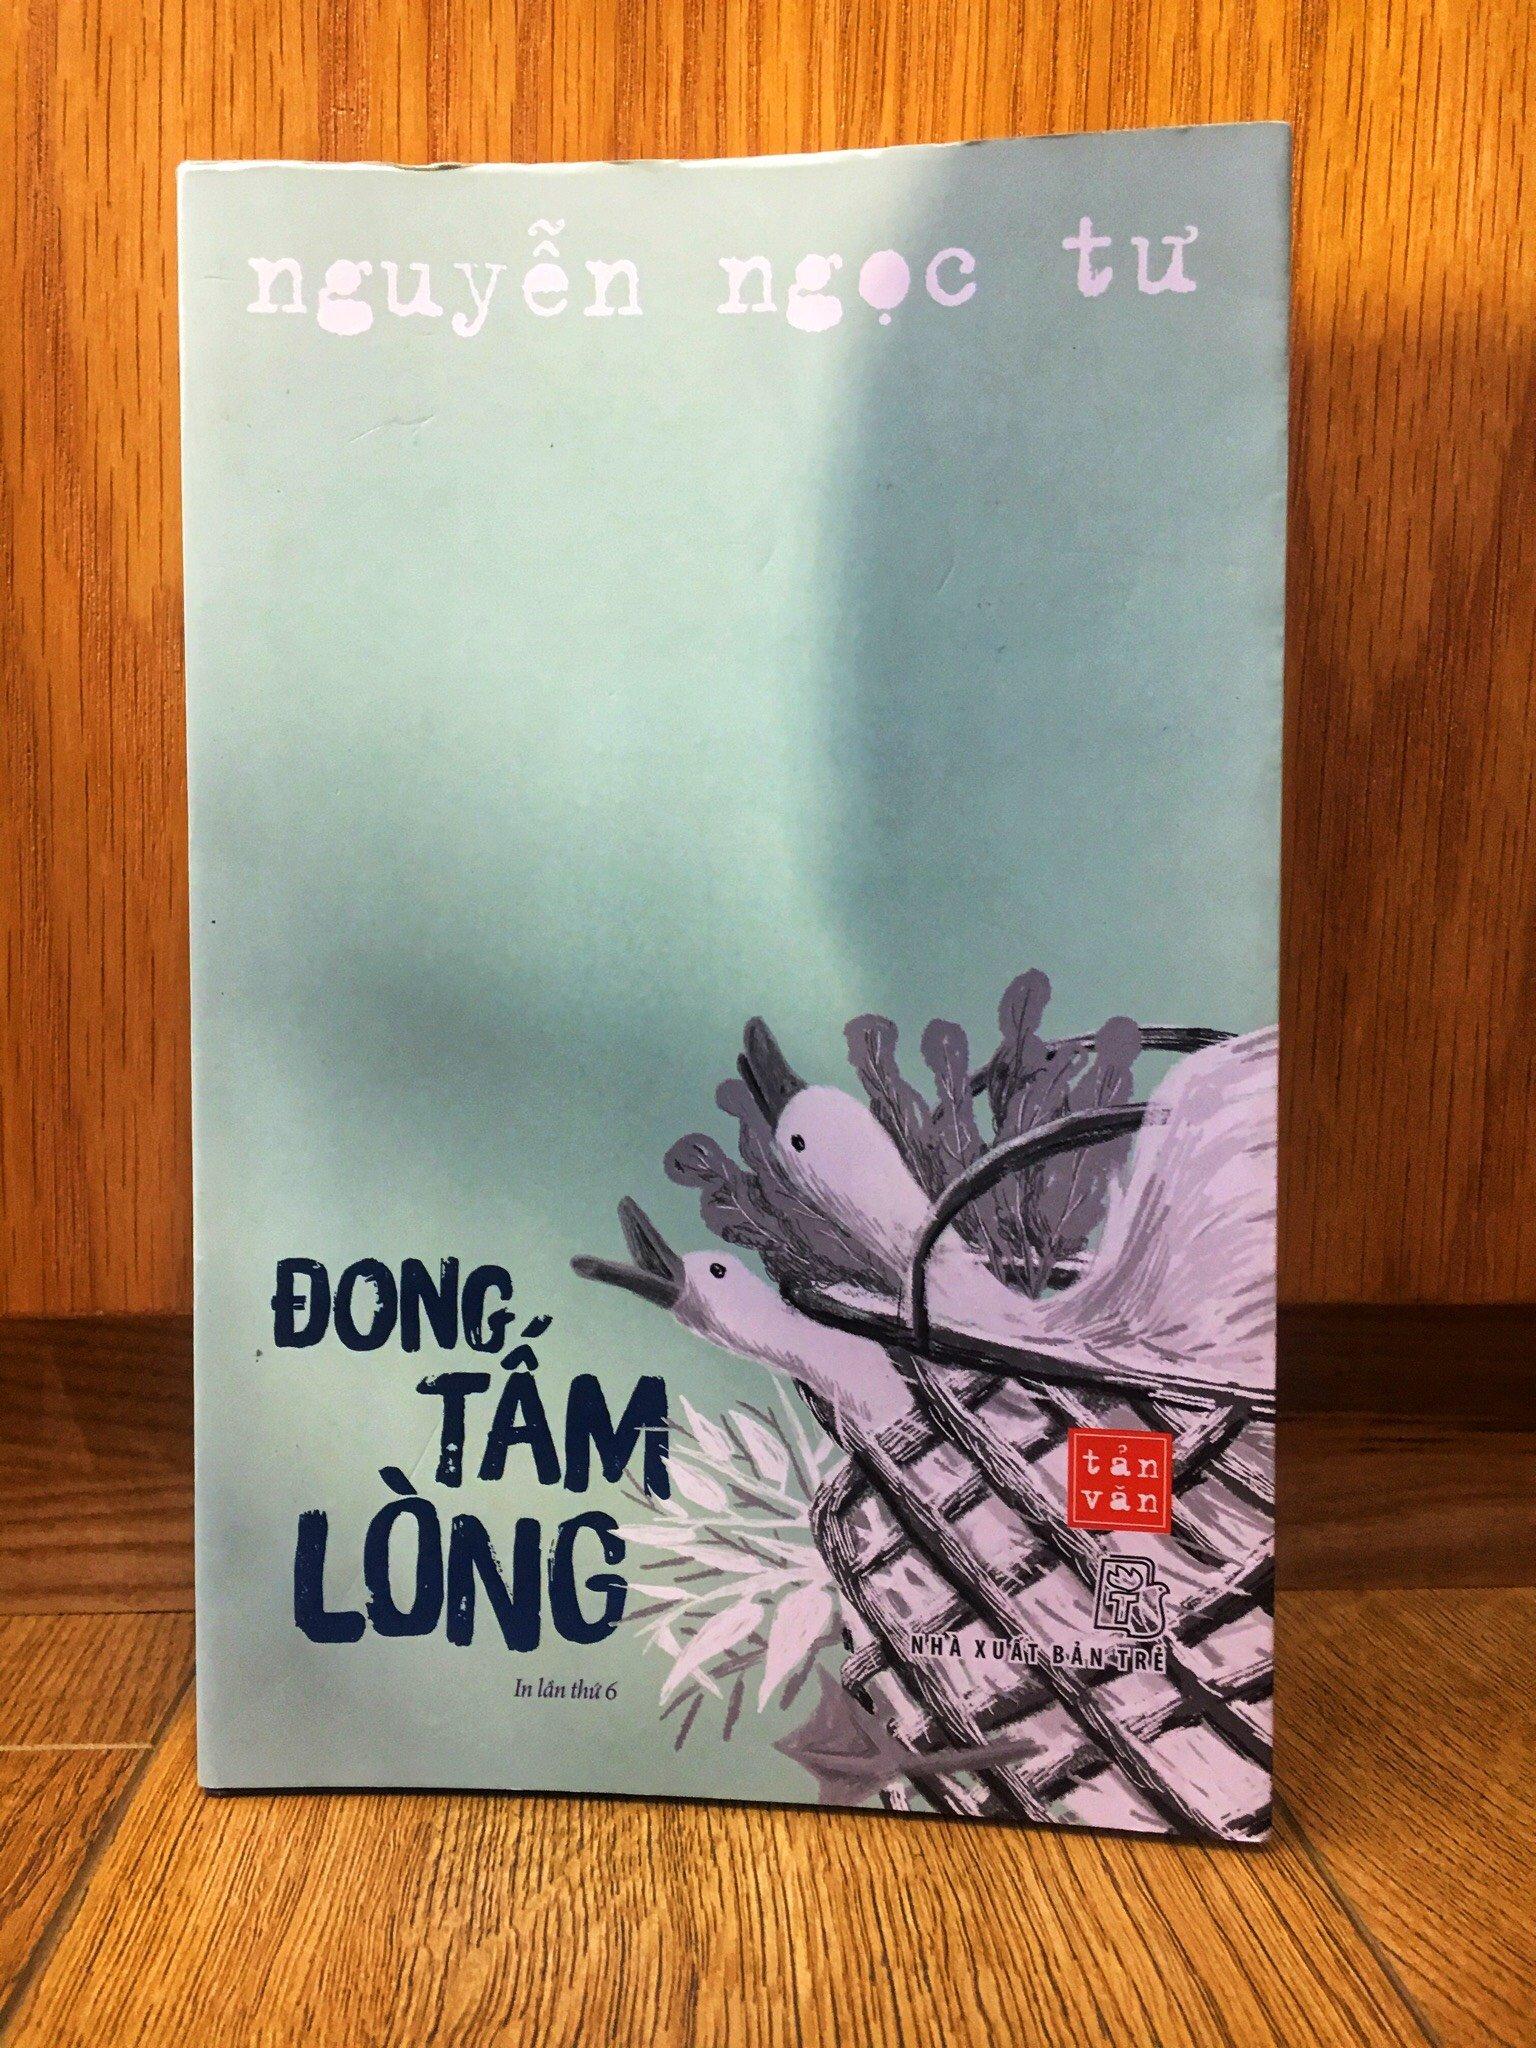 nguyễn ngọc tư
ĐONG
TẤM
LÒNG
In lần thứ 6
tản
văn
NHÀ XUẤT BẢN TRẺ